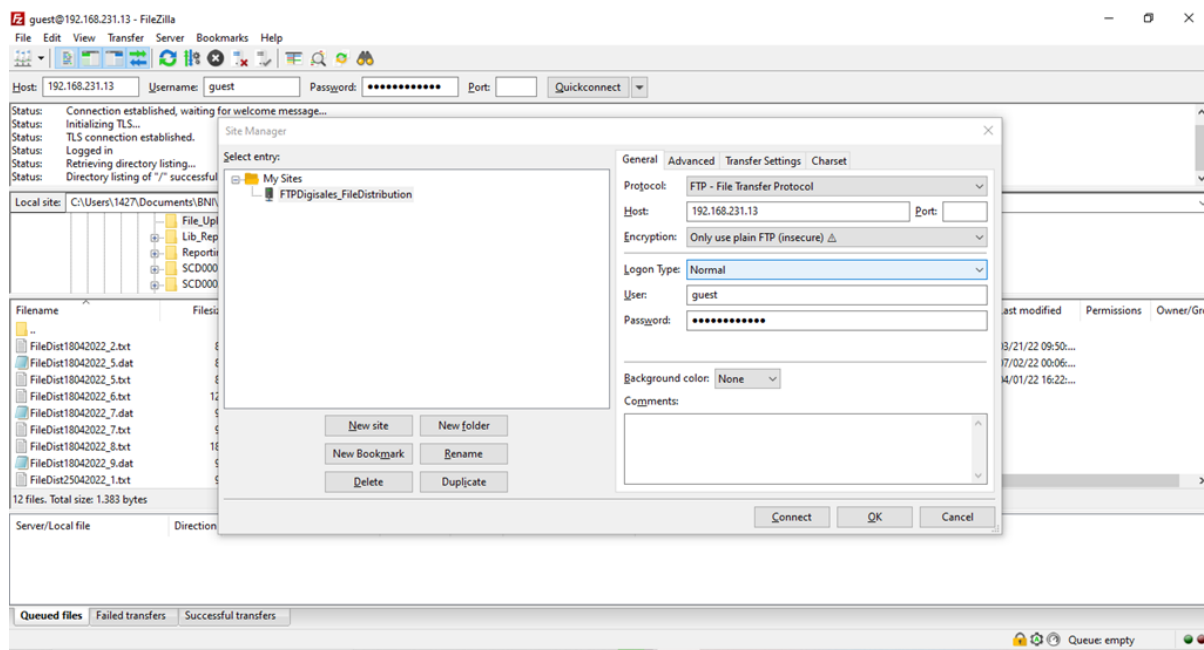 guest@192.168.231.13 - FileZilla
File Edit View Transfer Server Bookmarks Help
Host: 192.168.231.13 Username: guest Password: ●●●●●●●●●●●● Port: Quickconnect
Status: Connection established, waiting for welcome message...
Status: Initializing TLS...
Status: TLS connection established.
Status: Logged in
Status: Retrieving directory listing...
Status: Directory listing of "/" successful
Local site: C:\Users\1427\Documents\BNI\
File_Upl
Lib_Rep
Reportin
SCD000
SCD000
Filename Filesiz
..
FileDist18042022_2.txt
FileDist18042022_5.dat
FileDist18042022_5.txt
FileDist18042022_6.txt 12
FileDist18042022_7.dat
FileDist18042022_7.txt
FileDist18042022_8.txt 18
FileDist18042022_9.dat
FileDist25042022_1.txt
12 files. Total size: 1.383 bytes
Server/Local file Direction
Site Manager
Select entry:
My Sites
FTPDigisales_FileDistribution
New site New folder
New Bookmark Rename
Delete Duplicate
General Advanced Transfer Settings Charset
Protocol: FTP - File Transfer Protocol
Host: 192.168.231.13 Port:
Encryption: Only use plain FTP (insecure) ⚠
Logon Type: Normal
User: guest
Password: ●●●●●●●●●●●●
Background color: None
Comments:
Connect OK Cancel
ast modified Permissions Owner/Gr
3/21/22 09:50:...
7/02/22 00:06:...
4/01/22 16:22:...
Queued files Failed transfers Successful transfers
Queue: empty